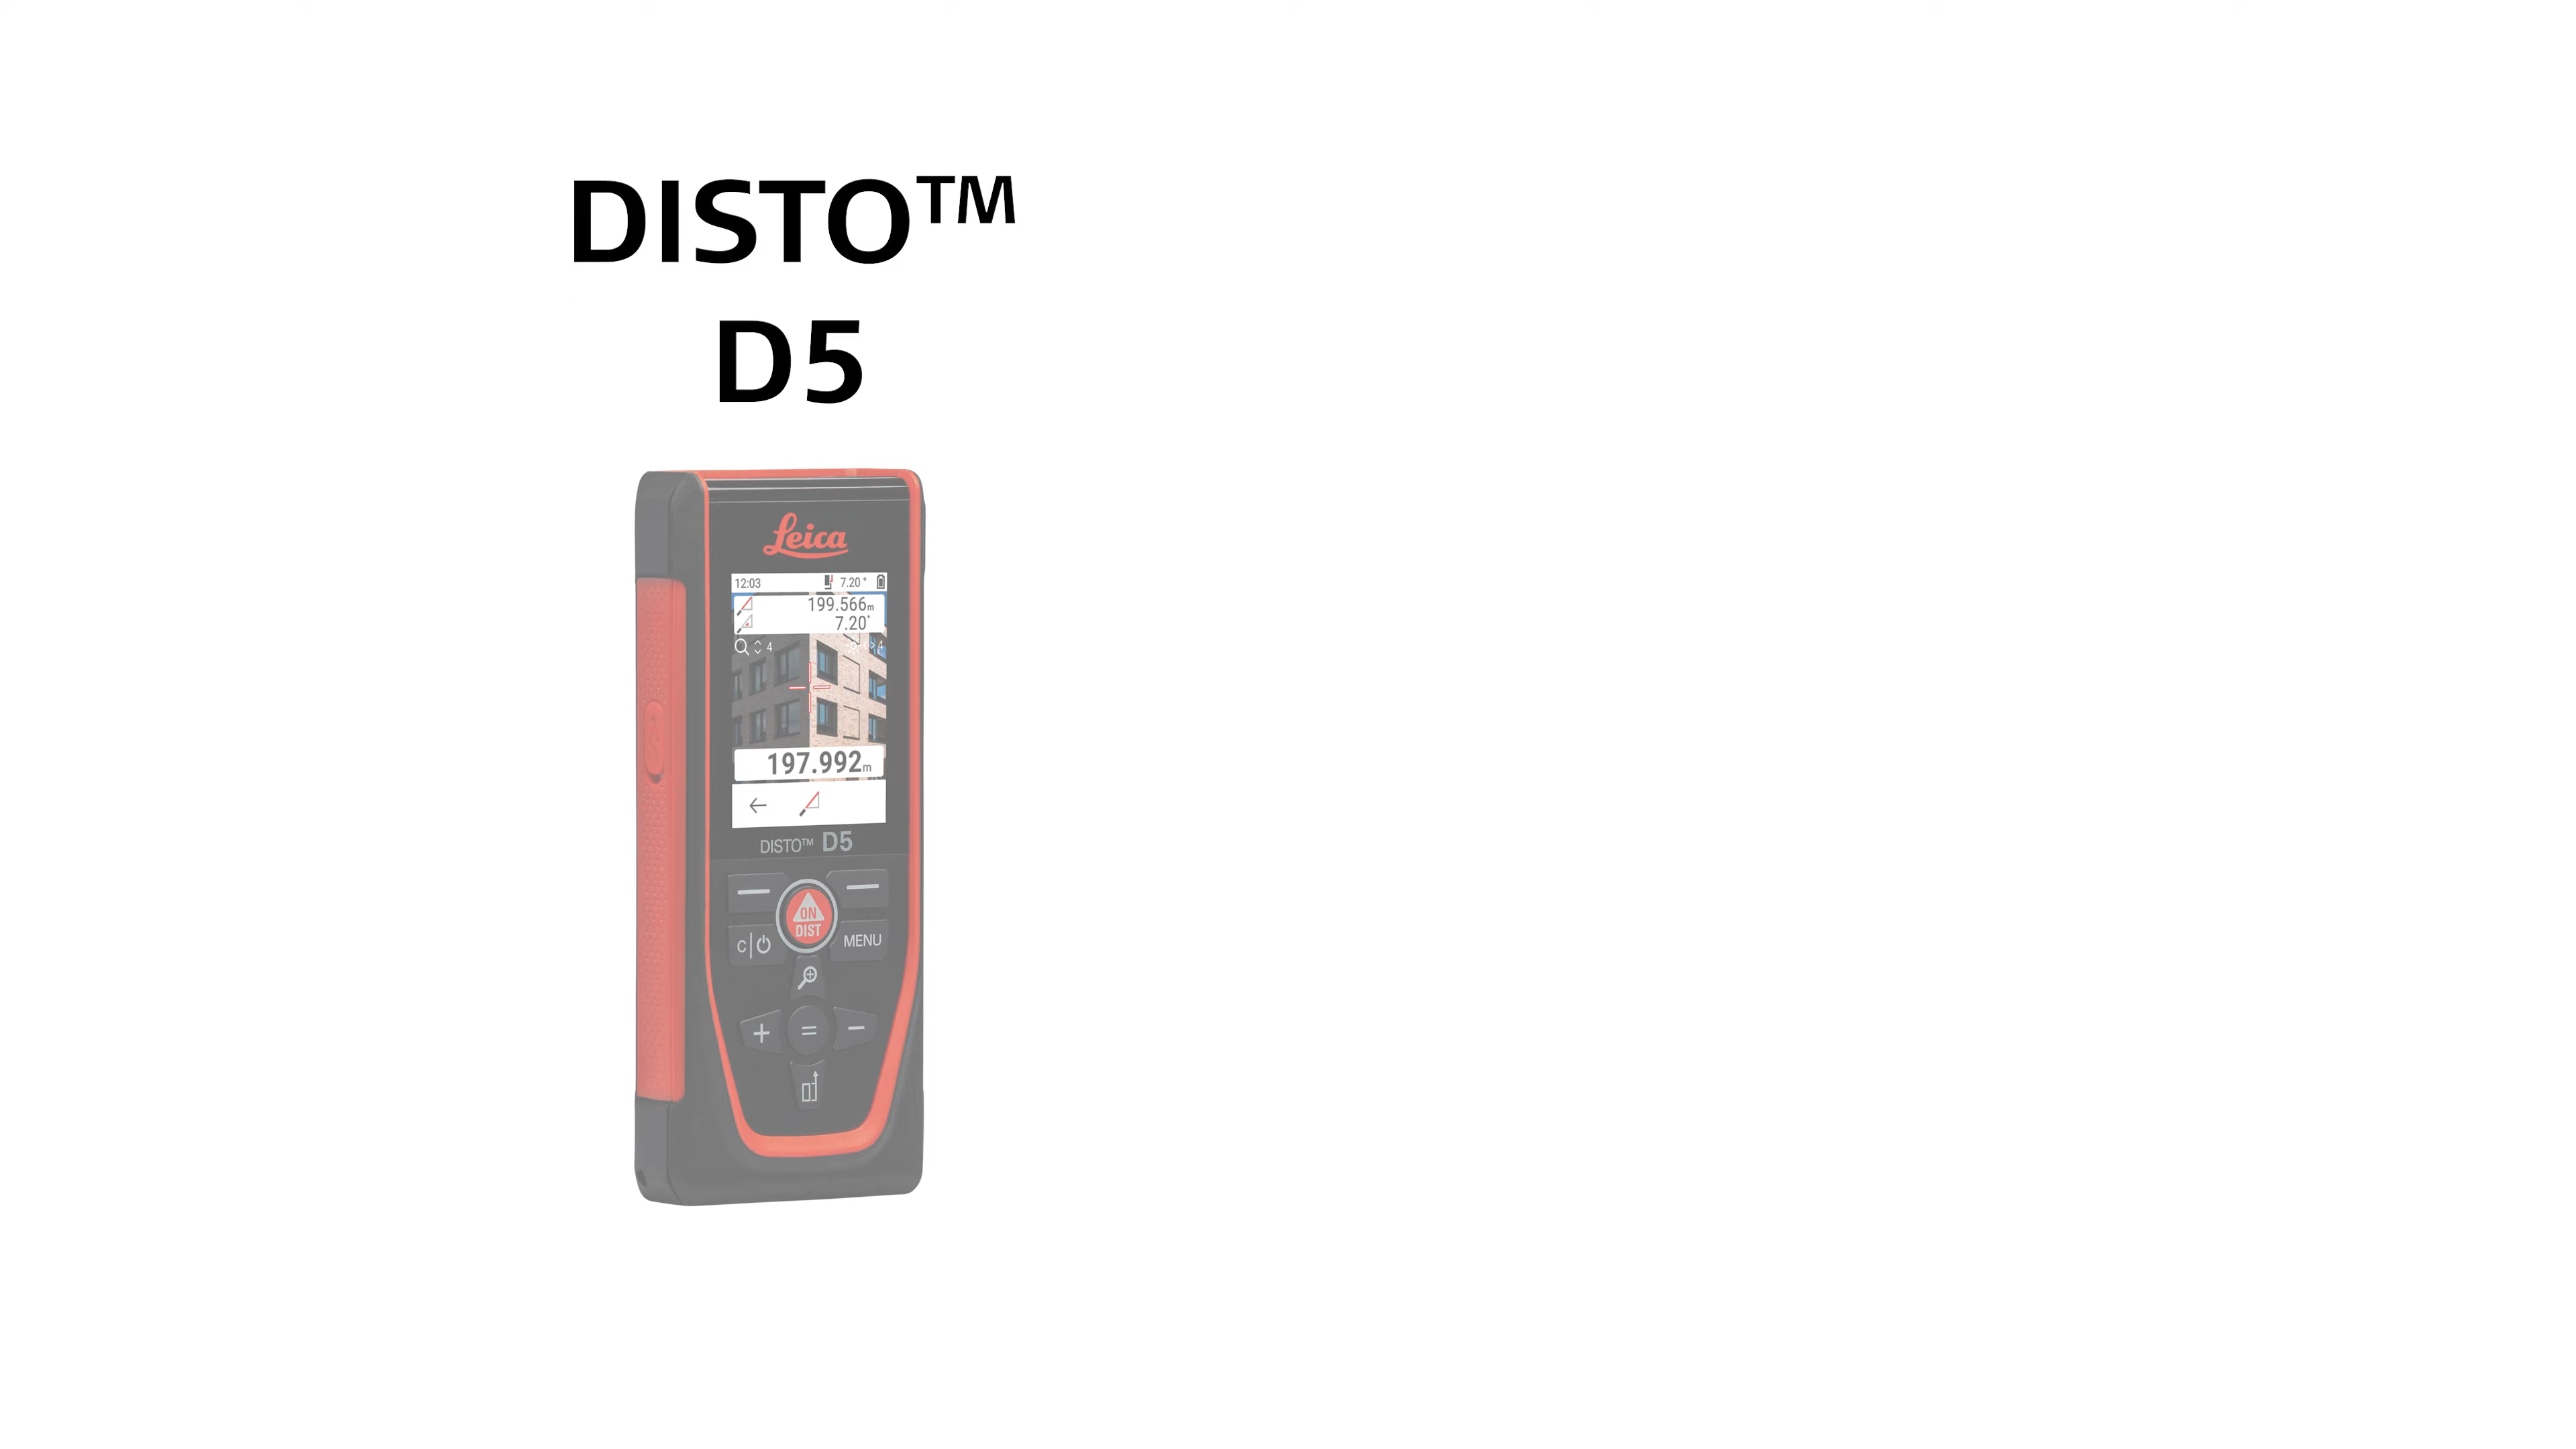 DISTO™
D5
Leica
12:03 7.20°
199.566m
7.20°
4 4
197.992m
DISTO™ D5
ON
DIST
C MENU
+ = −